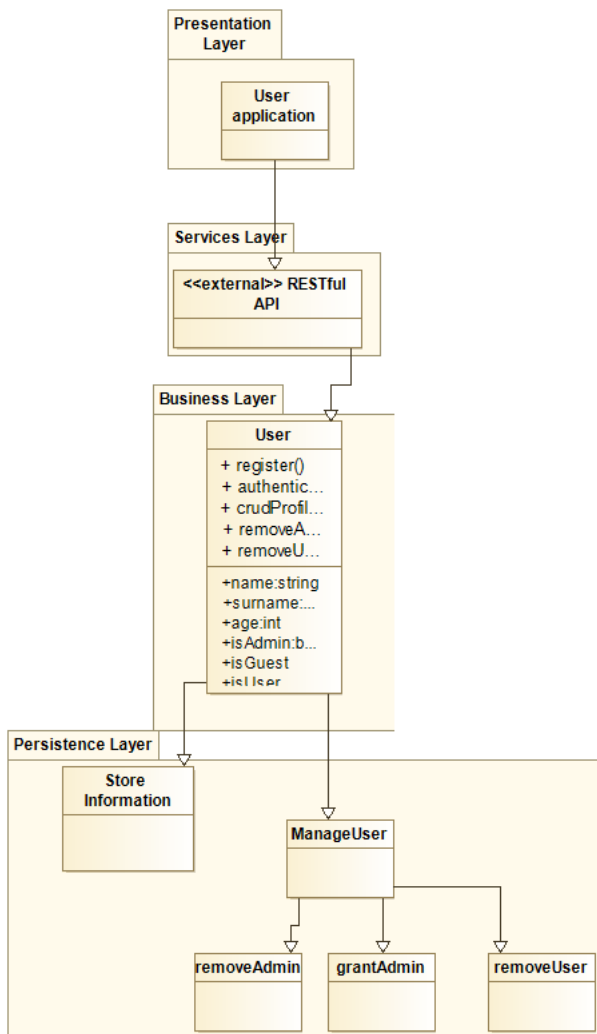 Presentation
Layer
User
application
Services Layer
<<external>> RESTful
API
Business Layer
User
+ register()
+ authentic...
+ crudProfil...
+ removeA...
+ removeU...
+name:string
+surname:...
+age:int
+isAdmin:b...
+isGuest
+isUser
Persistence Layer
Store
Information
ManageUser
removeAdmin
grantAdmin
removeUser